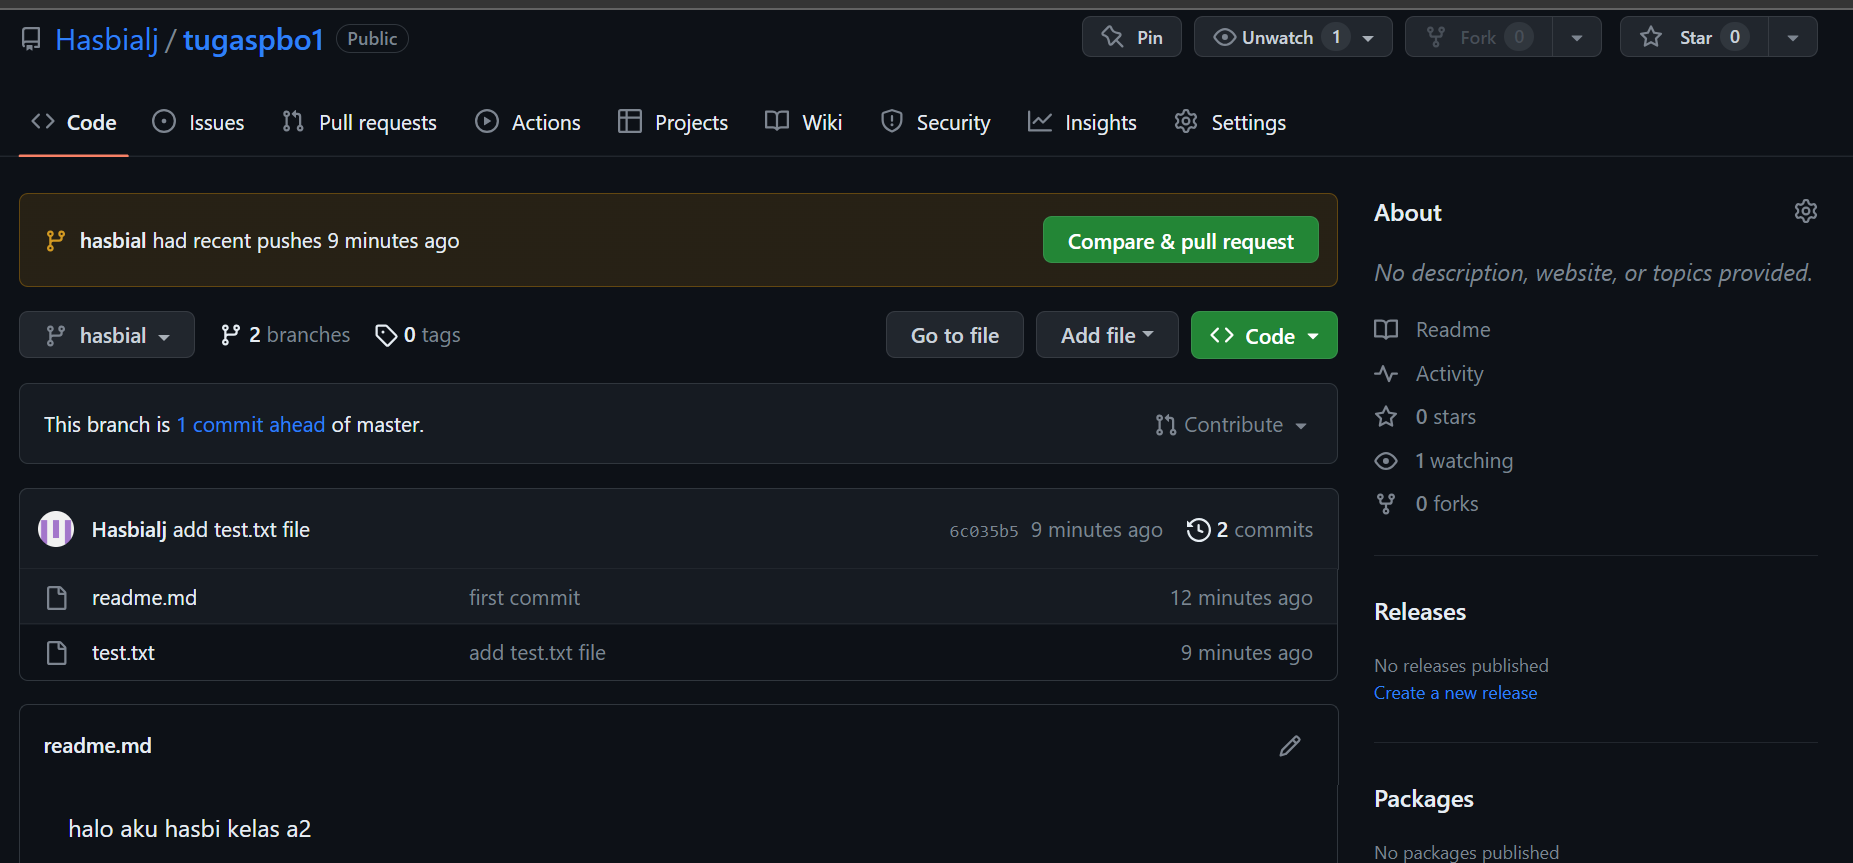 Hasbialj / tugaspbo1 Public Pin Unwatch 1 Fork 0 Star 0
Code Issues Pull requests Actions Projects Wiki Security Insights Settings
hasbial had recent pushes 9 minutes ago Compare & pull request
hasbial 2 branches 0 tags Go to file Add file Code
This branch is 1 commit ahead of master. Contribute
Hasbialj add test.txt file 6c035b5 9 minutes ago 2 commits
readme.md first commit 12 minutes ago
test.txt add test.txt file 9 minutes ago
readme.md
halo aku hasbi kelas a2
About
No description, website, or topics provided.
Readme
Activity
0 stars
1 watching
0 forks
Releases
No releases published
Create a new release
Packages
No packages published